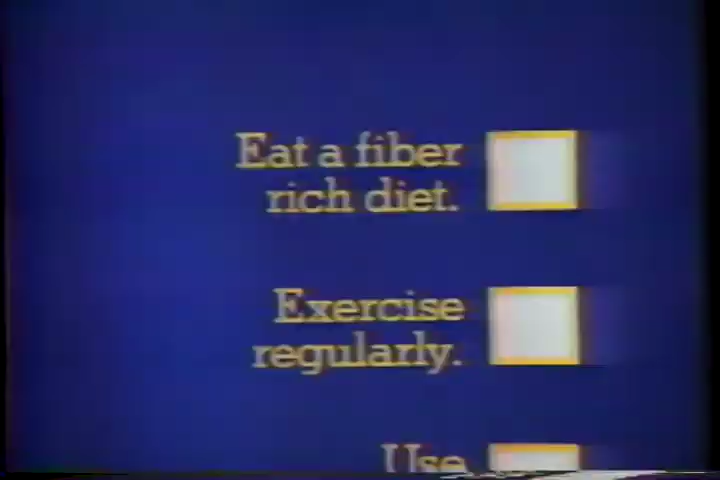 Eat a fiber
rich diet.
Exercise
regularly.
Use